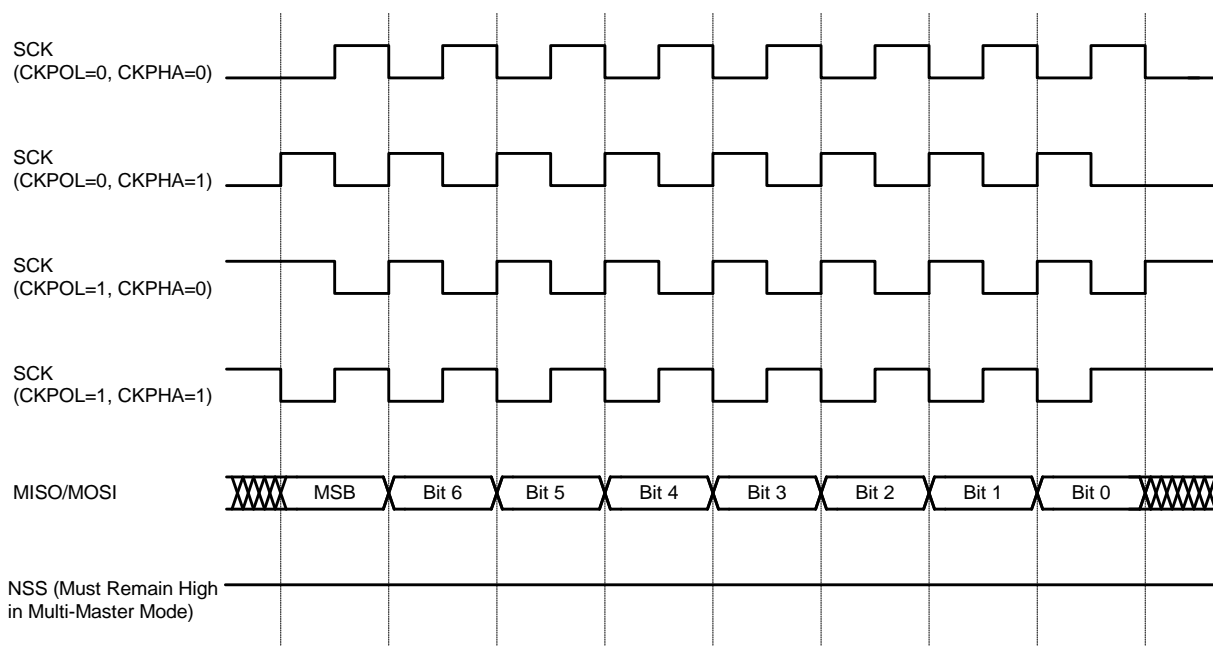 SCK
(CKPOL=0, CKPHA=0)
SCK
(CKPOL=0, CKPHA=1)
SCK
(CKPOL=1, CKPHA=0)
SCK
(CKPOL=1, CKPHA=1)
MISO/MOSI
MSB Bit 6 Bit 5 Bit 4 Bit 3 Bit 2 Bit 1 Bit 0
NSS (Must Remain High
in Multi-Master Mode)